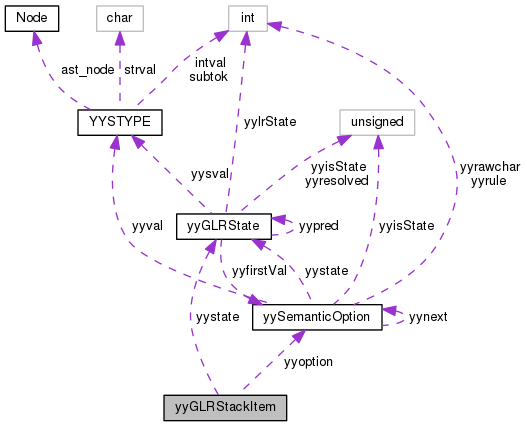 Node
char
int
ast_node
strval
intval
subtok
YYSTYPE
yylrState
unsigned
yysval
yyisState
yyresolved
yyrawchar
yyrule
yyval
yyGLRState
yypred
yyisState
yyfirstVal
yystate
yystate
yySemanticOption
yynext
yyoption
yyGLRStackItem